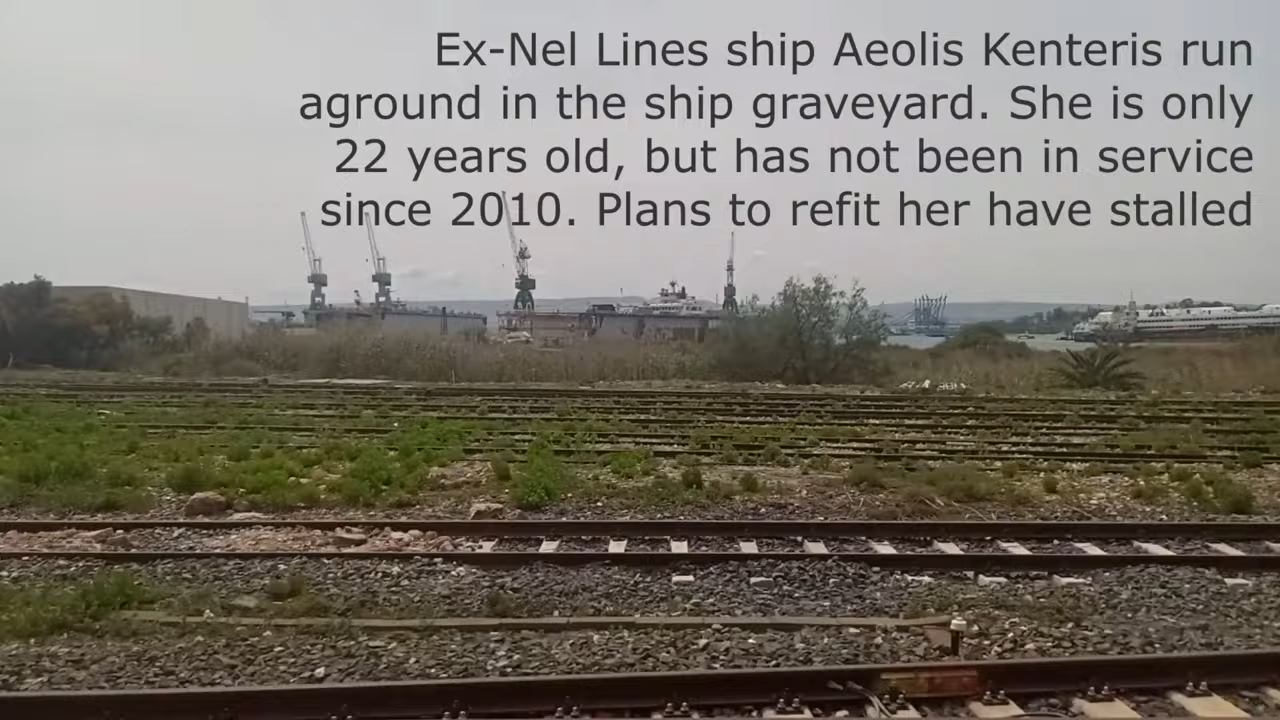 Ex-Nel Lines ship Aeolis Kenteris run
aground in the ship graveyard. She is only
22 years old, but has not been in service
since 2010. Plans to refit her have stalled